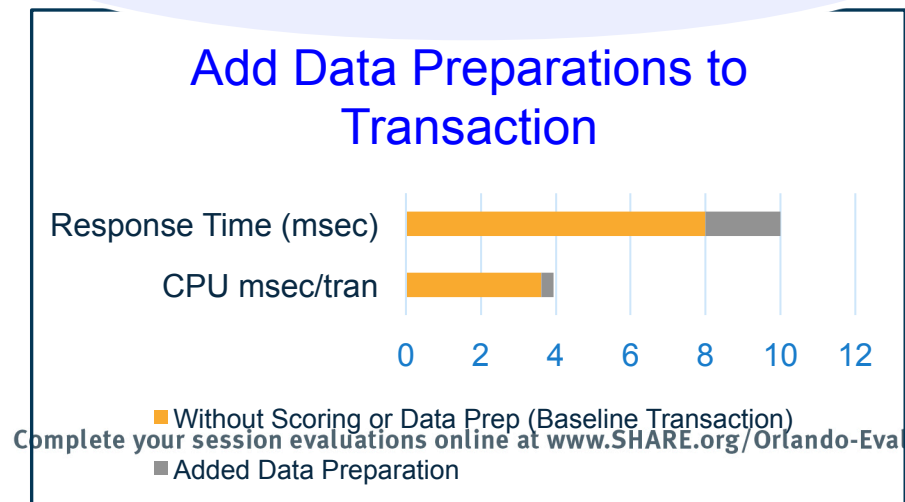 Add Data Preparations to
Transaction
Response Time (msec)
CPU msec/tran
0 2 4 6 8 10 12
Without Scoring or Data Prep (Baseline Transaction)
Complete your session evaluations online at www.SHARE.org/Orlando-Eval
Added Data Preparation